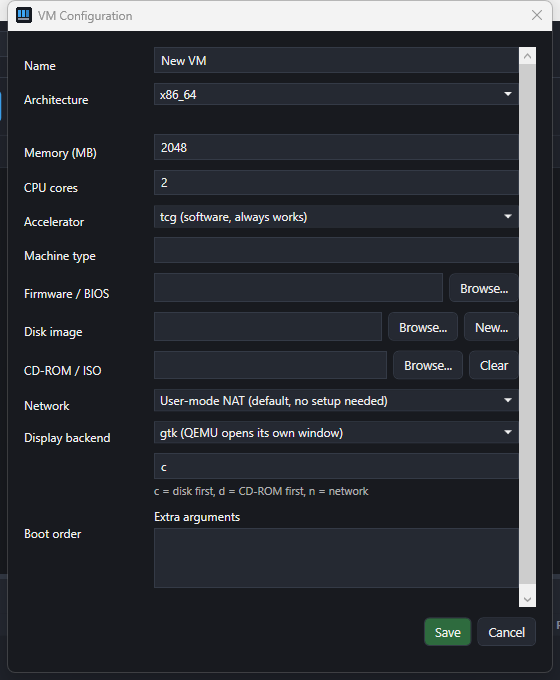 VM Configuration
Name New VM
Architecture x86_64
Memory (MB) 2048
CPU cores 2
Accelerator tcg (software, always works)
Machine type
Firmware / BIOS Browse...
Disk image Browse... New...
CD-ROM / ISO Browse... Clear
Network User-mode NAT (default, no setup needed)
Display backend gtk (QEMU opens its own window)
c
c = disk first, d = CD-ROM first, n = network
Extra arguments
Boot order
Save Cancel